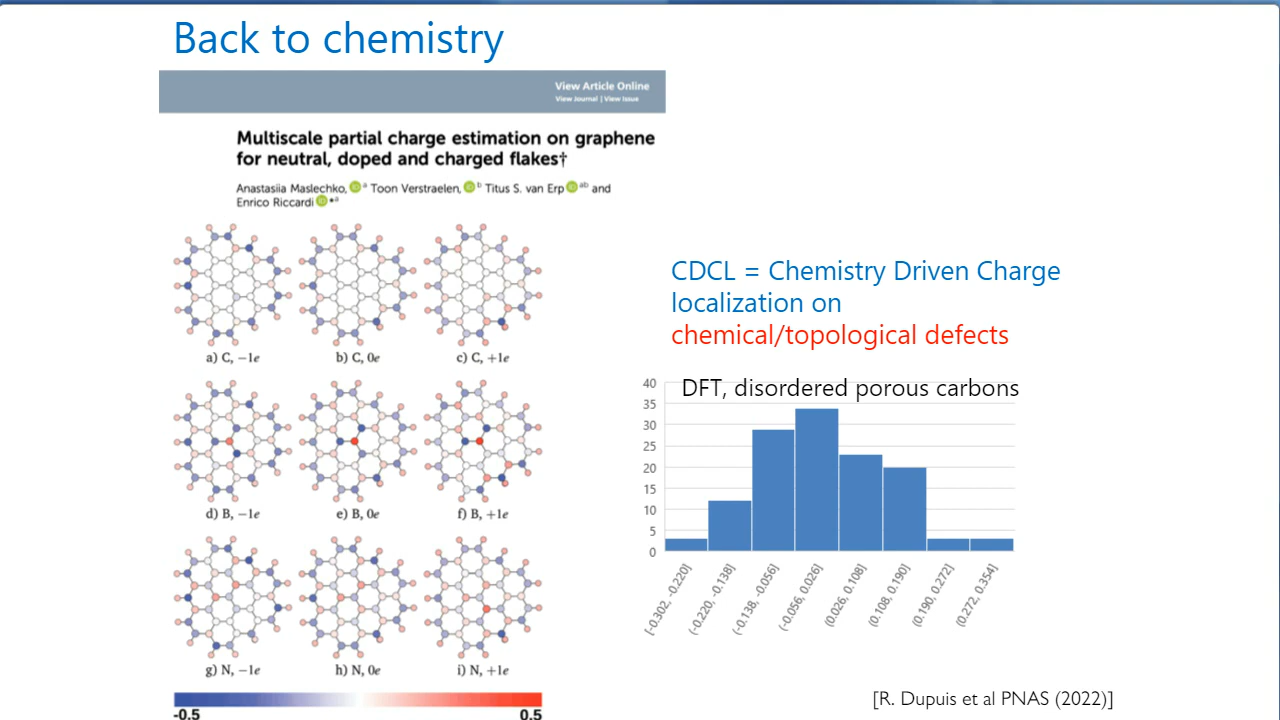 Back to chemistry
View Article Online
View Journal | View Issue
Multiscale partial charge estimation on graphene
for neutral, doped and charged flakes†
Anastasiia Maslechko, a Toon Verstraelen, b Titus S. van Erp ab and
Enrico Riccardi *a
a) C, −1e
b) C, 0e
c) C, +1e
d) B, −1e
e) B, 0e
f) B, +1e
g) N, −1e
h) N, 0e
i) N, +1e
-0.5
0.5
CDCL = Chemistry Driven Charge
localization on
chemical/topological defects
DFT, disordered porous carbons
40
35
30
25
20
15
10
5
0
[-0.302, -0.220]
(-0.220, -0.138]
(-0.138, -0.056]
(-0.056, 0.026]
(0.026, 0.108]
(0.108, 0.190]
(0.190, 0.272]
(0.272, 0.354]
[R. Dupuis et al PNAS (2022)]